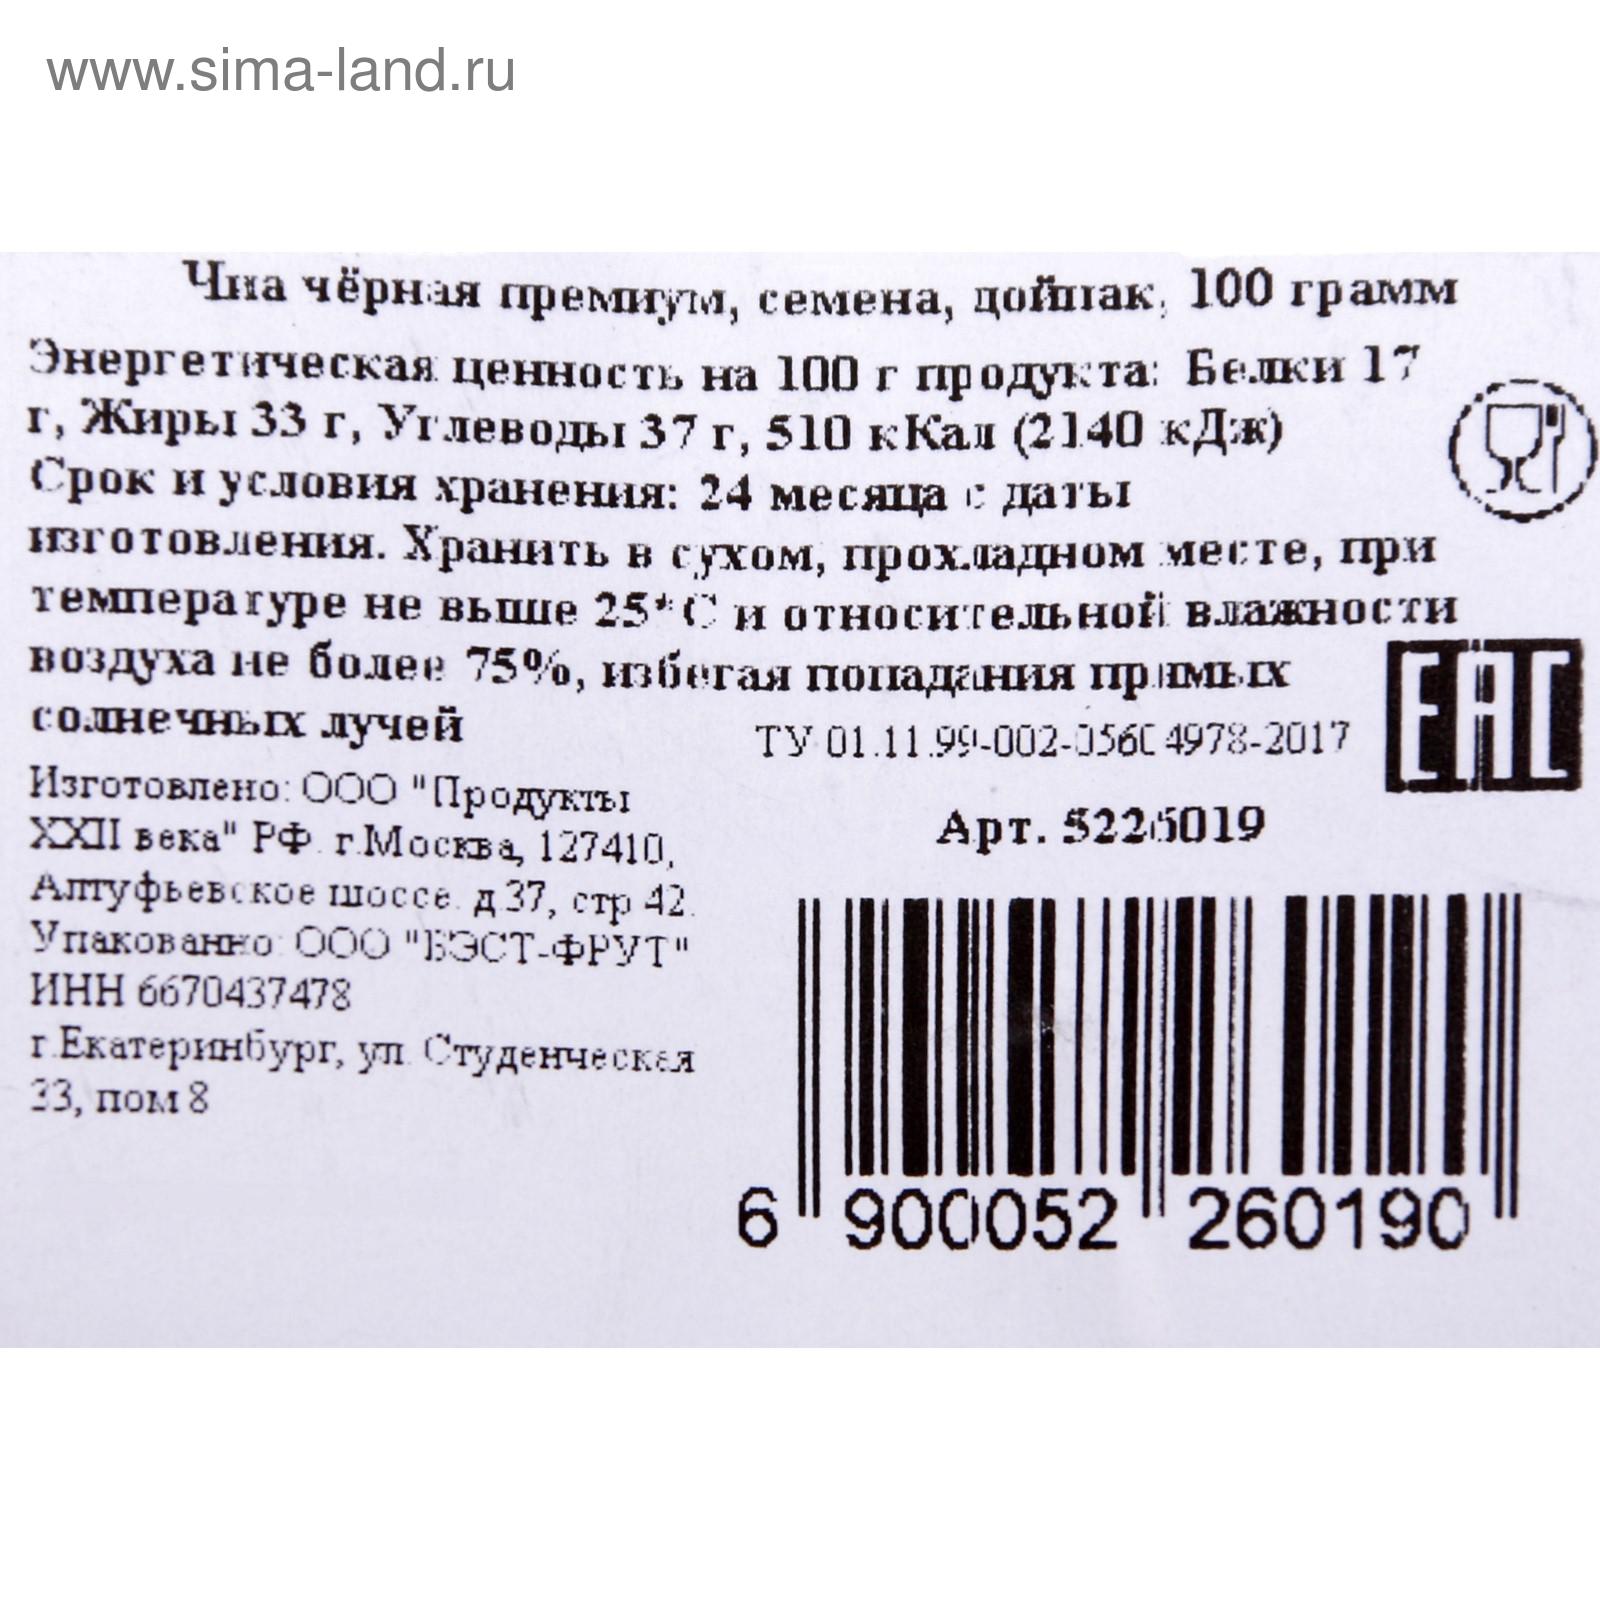 www.sima-land.ru
Чиа чёрная премиум, семена, дойпак, 100 грамм
Энергетическая ценность на 100 г продукта: Белки 17
г, Жиры 33 г, Углеводы 37 г, 510 кКал (2140 кДж)
Срок и условия хранения: 24 месяца с даты
изготовления. Хранить в сухом, прохладном месте, при
температуре не выше 25*С и относительной влажности
воздуха не более 75%, избегая попадания прямых
солнечных лучей
ТУ 01.11.99-002-05604978-2017
ЕАС
Изготовлено: ООО "Продукты
XXII века" РФ. г.Москва, 127410,
Алтуфьевское шоссе. д.37, стр 42.
Упакованно: ООО "БЭСТ-ФРУТ"
ИНН 6670437478
г.Екатеринбург, ул. Студенческая
33, пом 8
Арт. 5226019
6 900052 260190